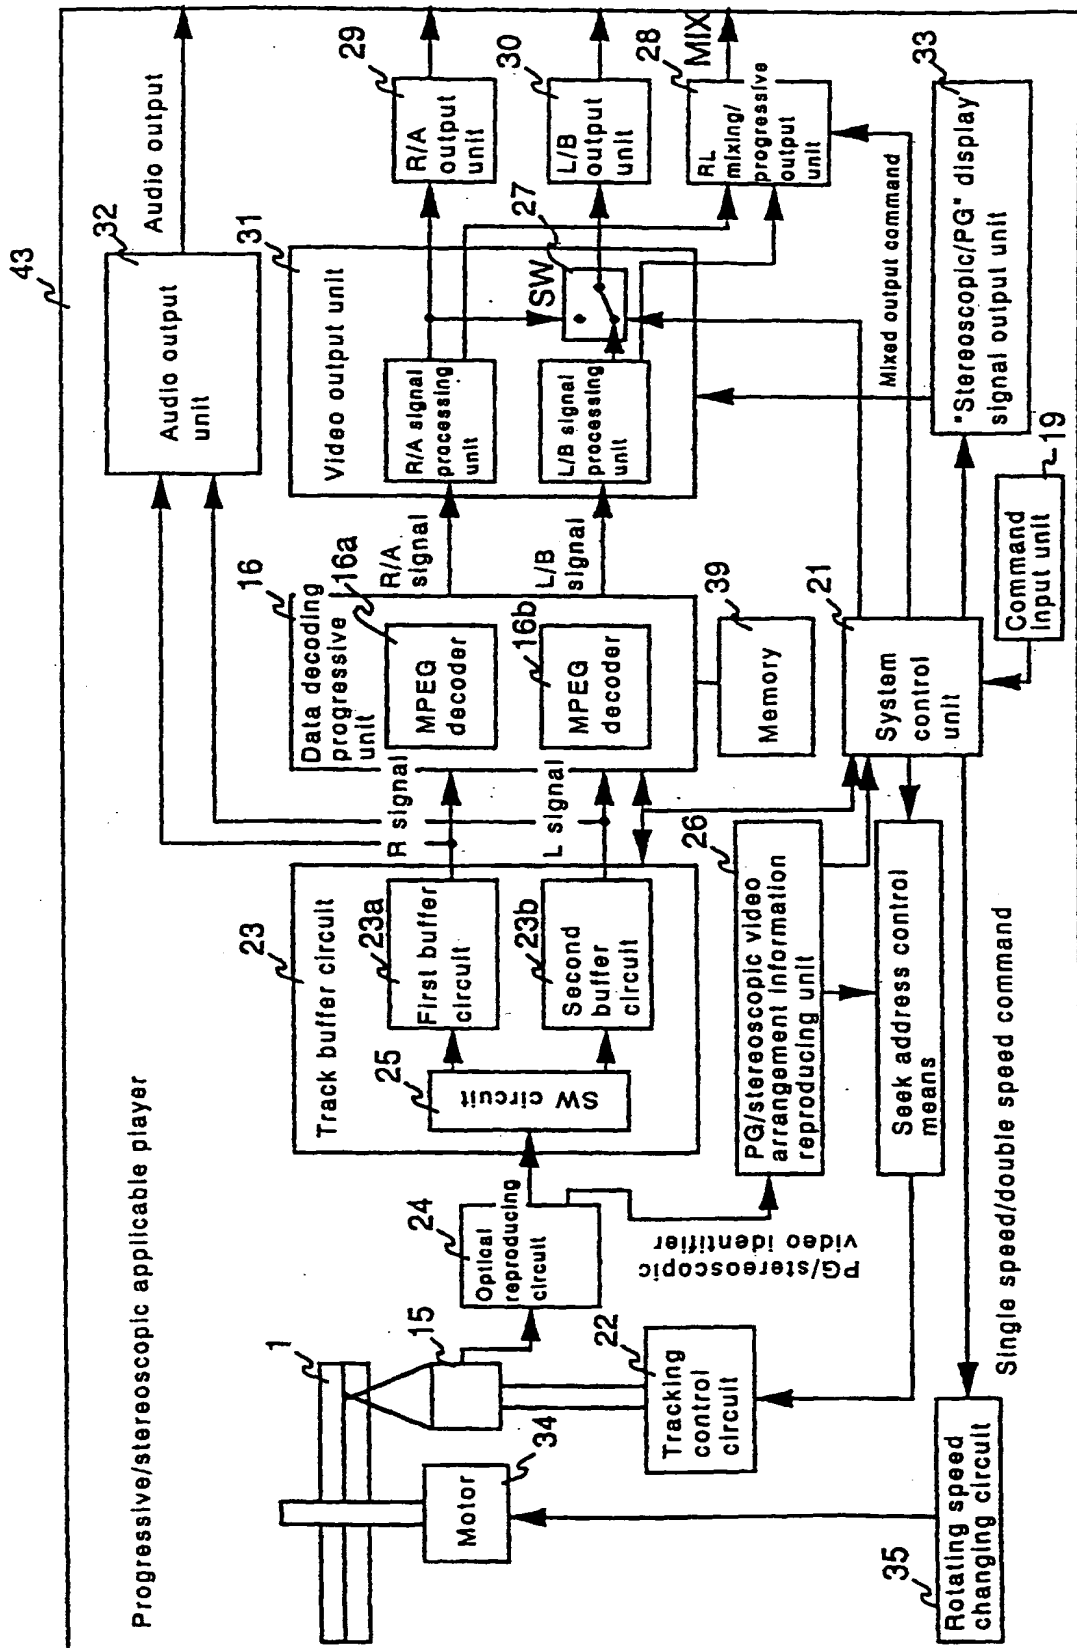 Progressive/stereoscopic applicable player
43
1
15
34
Motor
24
Optical
reproducing
circuit
22
Tracking
control
circuit
35
Rotating speed
changing circuit
PG/stereoscopic
video identifier
Single speed/double speed command
23
Track buffer circuit
25
SW circuit
23a
First buffer
circuit
23b
Second
buffer
circuit
26
PG/stereoscopic video
arrangement information
reproducing unit
Seek address control
means
R signal
L signal
16
Data decoding
progressive
unit
16a
MPEG
decoder
16b
MPEG
decoder
39
Memory
21
System
control
unit
19
Command
input unit
R/A
signal
L/B
signal
32
Audio output
unit
Audio output
31
Video output unit
R/A signal
processing
unit
L/B signal
processing
unit
SW
27
29
R/A
output
unit
30
L/B
output
unit
28
RL
mixing/
progressive
output
unit
MIX
Mixed output command
33
"Stereoscopic/PG" display
signal output unit